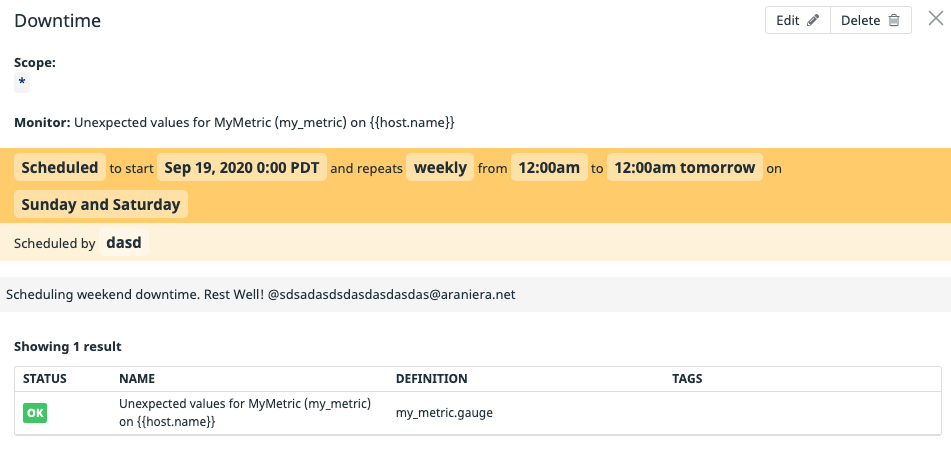 Downtime
Edit Delete
Scope:
*
Monitor: Unexpected values for MyMetric (my_metric) on {{host.name}}
Scheduled to start Sep 19, 2020 0:00 PDT and repeats weekly from 12:00am to 12:00am tomorrow on
Sunday and Saturday
Scheduled by dasd
Scheduling weekend downtime. Rest Well! @sdsadasdsdasdasdasdas@araniera.net
Showing 1 result
STATUS NAME DEFINITION TAGS
OK Unexpected values for MyMetric (my_metric) my_metric.gauge
on {{host.name}}